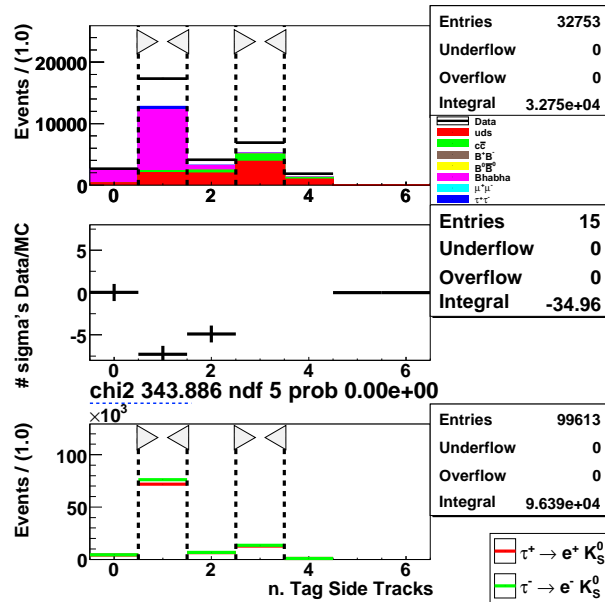 Events / (1.0)
20000
10000
0
0 2 4 6
Entries 32753
Underflow 0
Overflow 0
Integral 3.275e+04
Data
uds
cc̅
B⁺B⁻
B⁰B̅⁰
Bhabha
μ⁺μ⁻
τ⁺τ⁻
# sigma's Data/MC
5
0
-5
0 2 4 6
Entries 15
Underflow 0
Overflow 0
Integral -34.96
chi2 343.886 ndf 5 prob 0.00e+00
×10³
Events / (1.0)
100
50
0
0 2 4 6
n. Tag Side Tracks
Entries 99613
Underflow 0
Overflow 0
Integral 9.639e+04
τ⁺ → e⁺ K⁰_S
τ⁻ → e⁻ K⁰_S